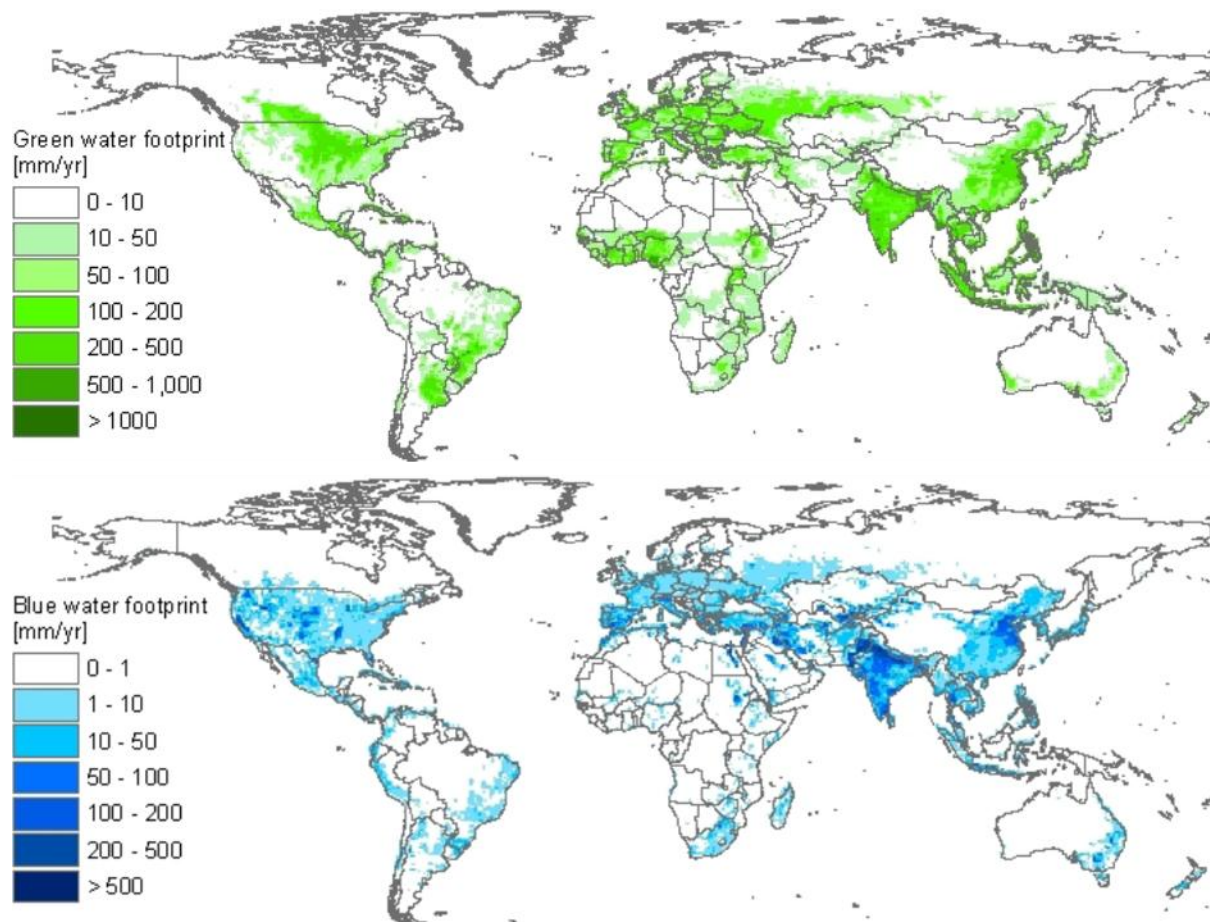 Green water footprint
[mm/yr]
0 - 10
10 - 50
50 - 100
100 - 200
200 - 500
500 - 1,000
> 1000
Blue water footprint
[mm/yr]
0 - 1
1 - 10
10 - 50
50 - 100
100 - 200
200 - 500
> 500